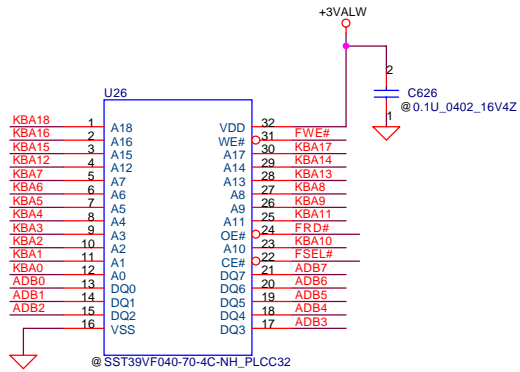 +3VALW
U26
2
C626
@ 0.1U_0402_16V4Z
1
KBA18 1 A18 VDD 32
KBA16 2 A16 WE# 31 FWE#
KBA15 3 A15 A17 30 KBA17
KBA12 4 A12 A14 29 KBA14
KBA7 5 A7 A13 28 KBA13
KBA6 6 A6 A8 27 KBA8
KBA5 7 A5 A9 26 KBA9
KBA4 8 A4 A11 25 KBA11
KBA3 9 A3 OE# 24 FRD#
KBA2 10 A2 A10 23 KBA10
KBA1 11 A1 CE# 22 FSEL#
KBA0 12 A0 DQ7 21 ADB7
ADB0 13 DQ0 DQ6 20 ADB6
ADB1 14 DQ1 DQ5 19 ADB5
ADB2 15 DQ2 DQ4 18 ADB4
16 VSS DQ3 17 ADB3
@ SST39VF040-70-4C-NH_PLCC32